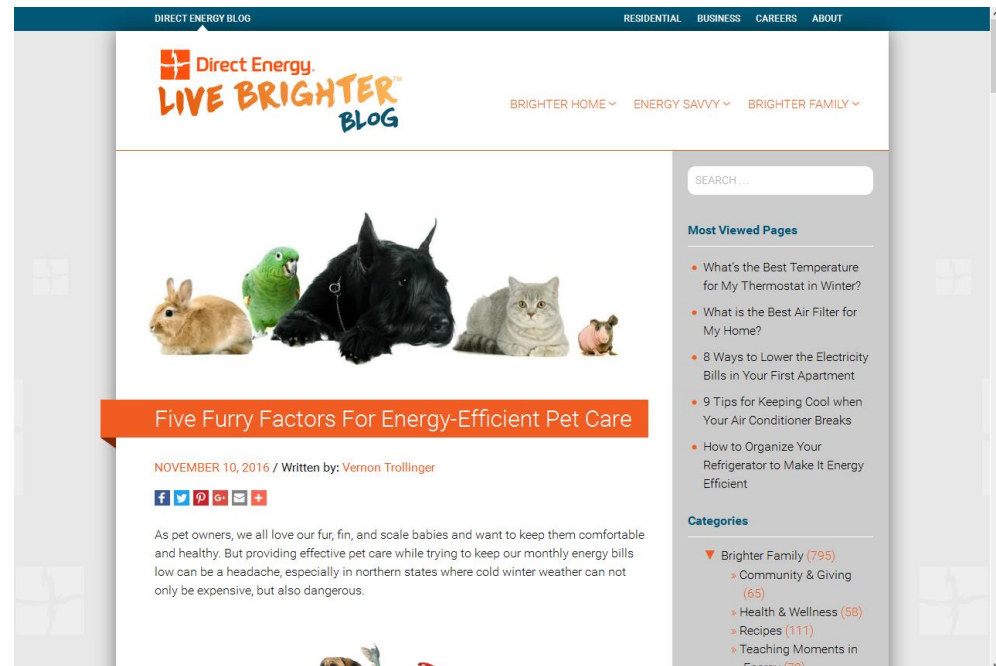 DIRECT ENERGY BLOG
RESIDENTIAL BUSINESS CAREERS ABOUT
Direct Energy.
LIVE BRIGHTER™
BLOG
BRIGHTER HOME ENERGY SAVVY BRIGHTER FAMILY
Five Furry Factors For Energy-Efficient Pet Care
NOVEMBER 10, 2016 / Written by: Vernon Trollinger
As pet owners, we all love our fur, fin, and scale babies and want to keep them comfortable
and healthy. But providing effective pet care while trying to keep our monthly energy bills
low can be a headache, especially in northern states where cold winter weather can not
only be expensive, but also dangerous.
SEARCH ...
Most Viewed Pages
What's the Best Temperature
for My Thermostat in Winter?
What is the Best Air Filter for
My Home?
8 Ways to Lower the Electricity
Bills in Your First Apartment
9 Tips for Keeping Cool when
Your Air Conditioner Breaks
How to Organize Your
Refrigerator to Make It Energy
Efficient
Categories
Brighter Family (795)
» Community & Giving
(65)
» Health & Wellness (58)
» Recipes (111)
» Teaching Moments in